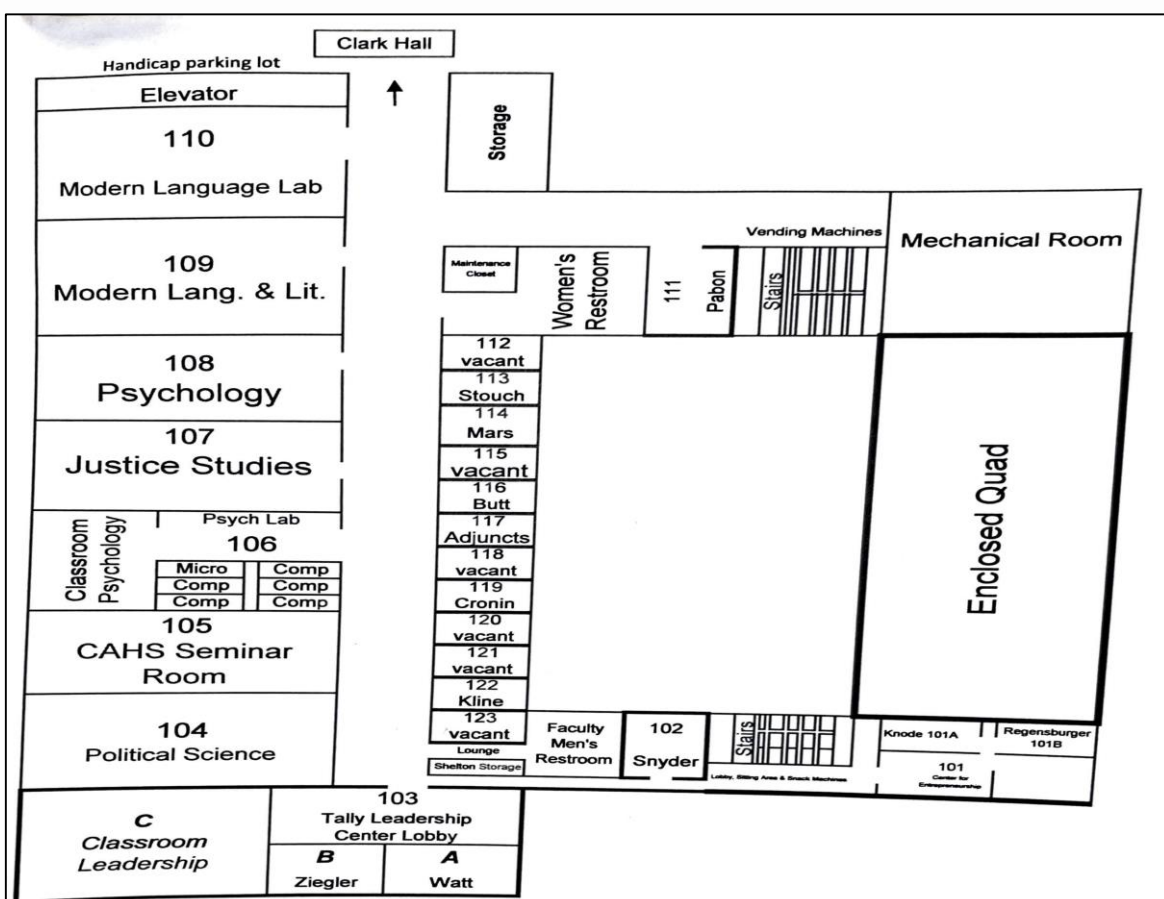 Clark Hall
Handicap parking lot
Elevator
110
Modern Language Lab
Storage
109
Modern Lang. & Lit.
Maintenance
Closet
Women's
Restroom
111
Pabon
Vending Machines
Stairs
Mechanical Room
108
Psychology
107
Justice Studies
112
vacant
113
Stouch
114
Mars
115
vacant
116
Butt
117
Adjuncts
118
vacant
119
Cronin
120
vacant
121
vacant
122
Kline
123
vacant
Enclosed Quad
Classroom
Psychology
Psych Lab
106
Micro
Comp
Comp
Comp
Comp
Comp
105
CAHS Seminar
Room
104
Political Science
Lounge
Shelton Storage
Faculty
Men's
Restroom
102
Snyder
Stairs
Lobby, Sitting Area & Snack Machines
Knode 101A
Regensburger
101B
101
Center for
Entrepreneurship
C
Classroom
Leadership
103
Tally Leadership
Center Lobby
B
Ziegler
A
Watt